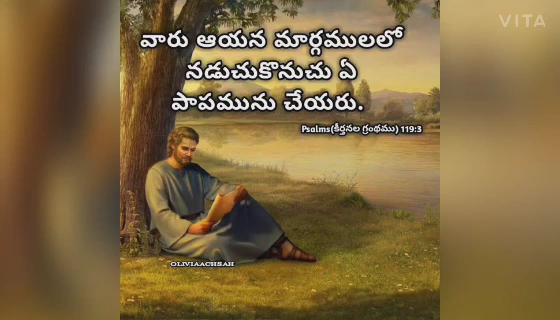 VITA
వారు ఆయన మార్గములలో
నడుచుకొనుచు ఏ
పాపమును చేయరు.
Psalms(కీర్తనల గ్రంథము) 119:3
OLIVIAACHSAH